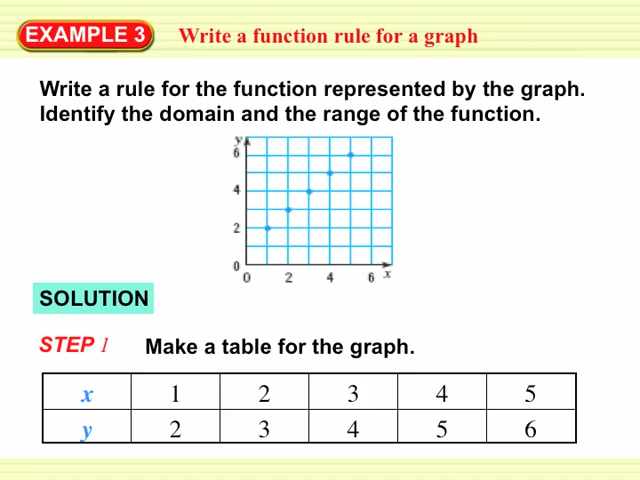 EXAMPLE 3 Write a function rule for a graph
Write a rule for the function represented by the graph.
Identify the domain and the range of the function.
y
6
4
2
0
0 2 4 6 x
SOLUTION
STEP 1 Make a table for the graph.
x 1 2 3 4 5
y 2 3 4 5 6